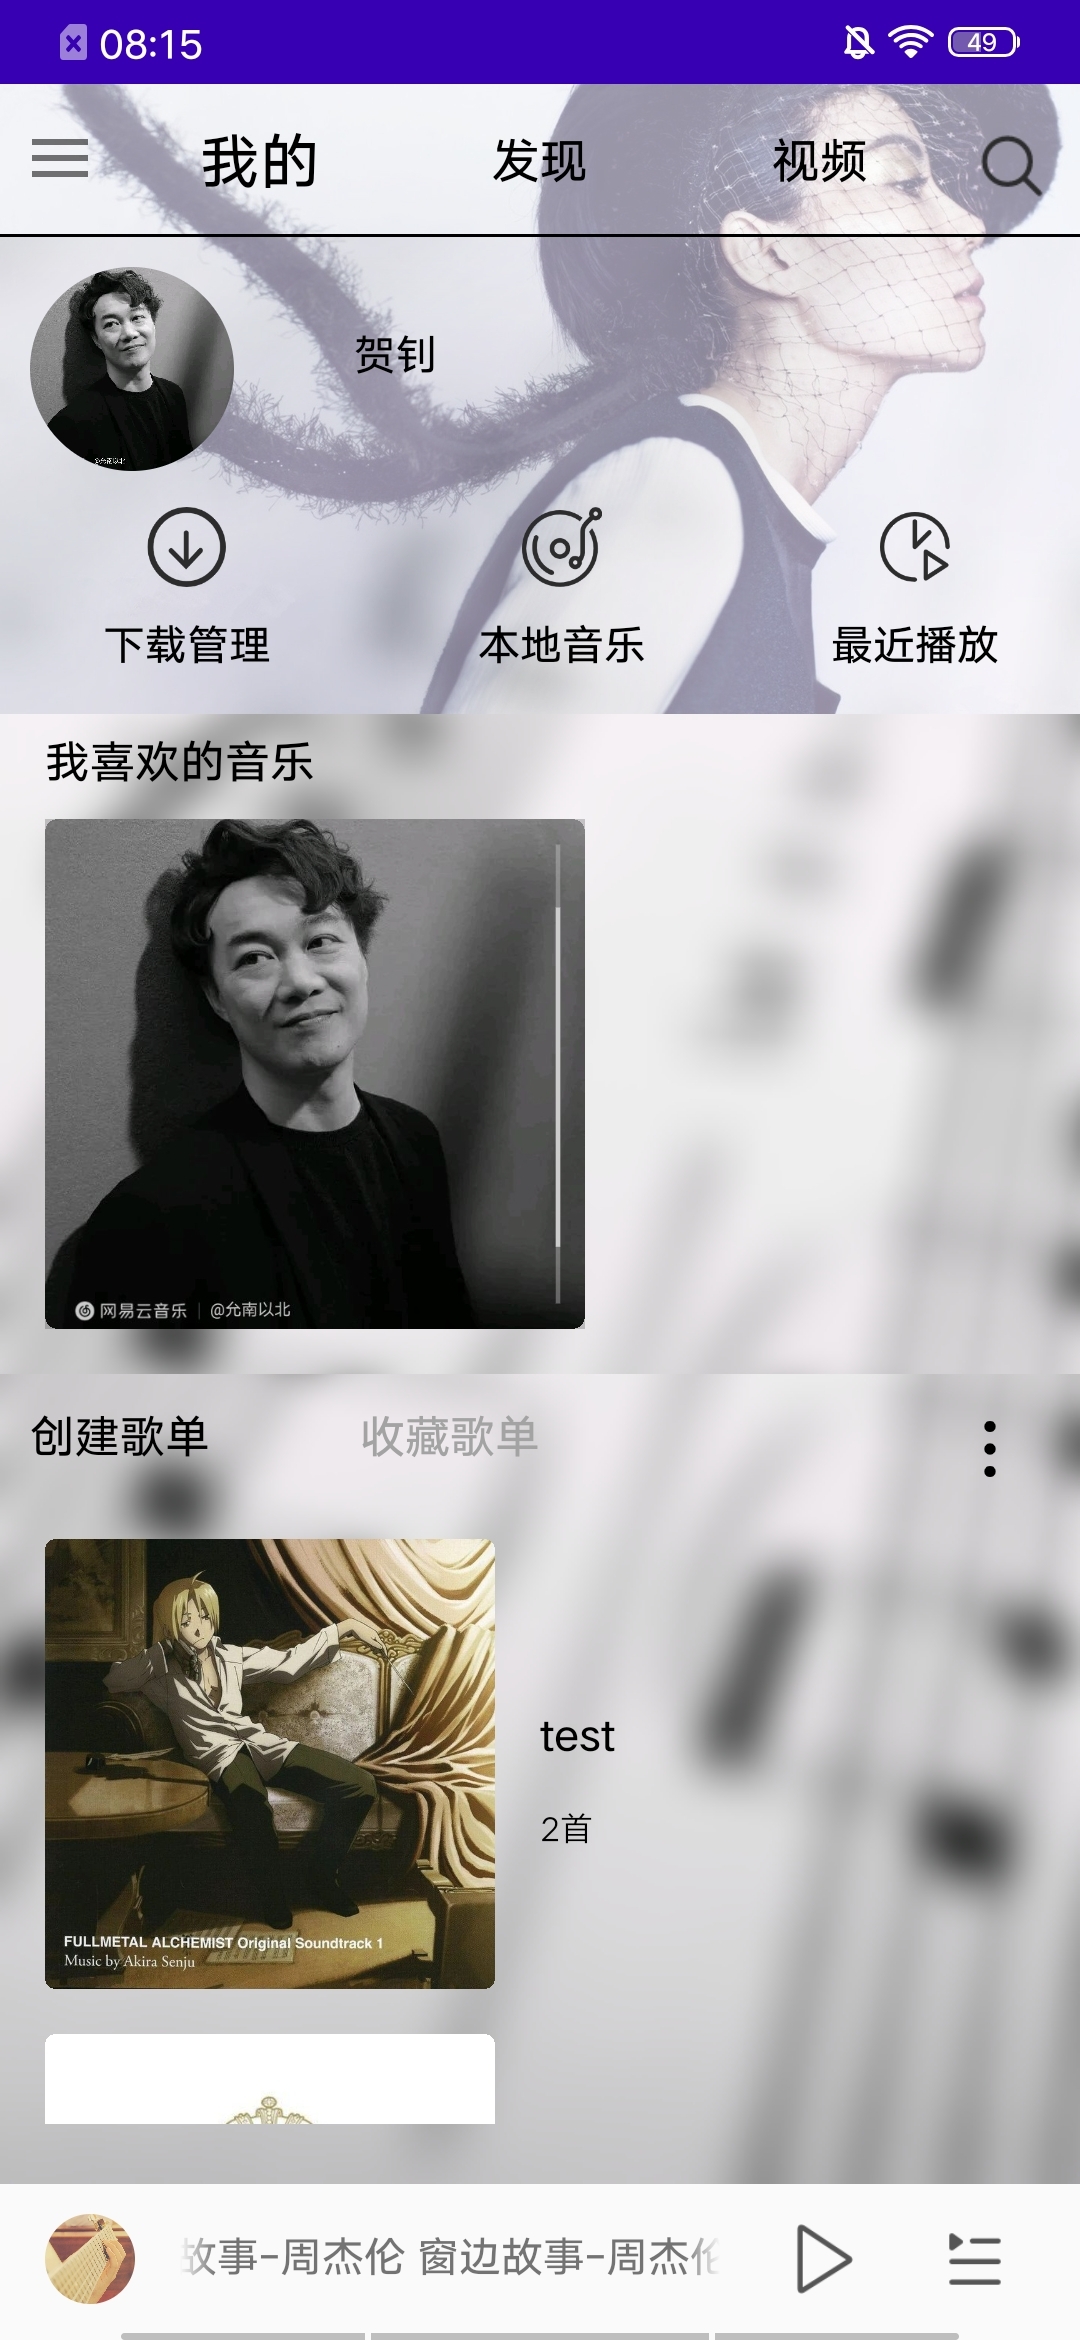 08:15
49
我的 发现 视频
贺钊
下载管理 本地音乐 最近播放
我喜欢的音乐
网易云音乐 @允南以北
创建歌单 收藏歌单
FULLMETAL ALCHEMIST Original Soundtrack 1
Music by Akira Senju
test
2首
故事-周杰伦 窗边故事-周杰伦